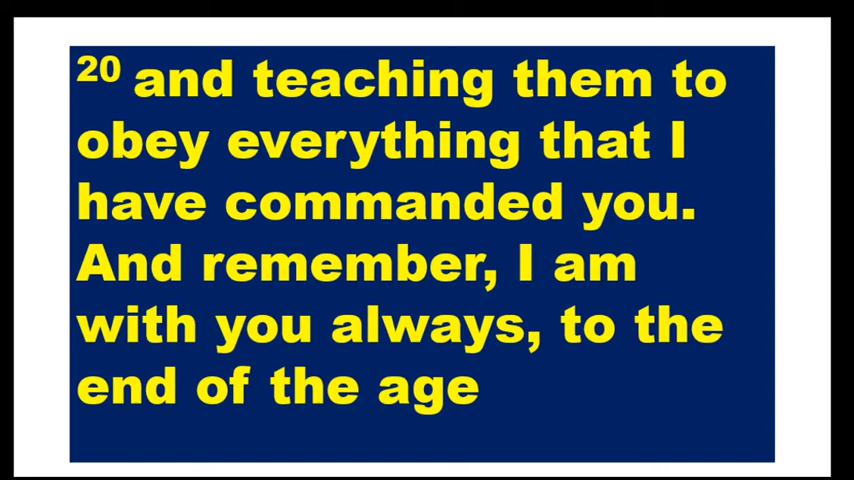 20 and teaching them to
obey everything that I
have commanded you.
And remember, I am
with you always, to the
end of the age